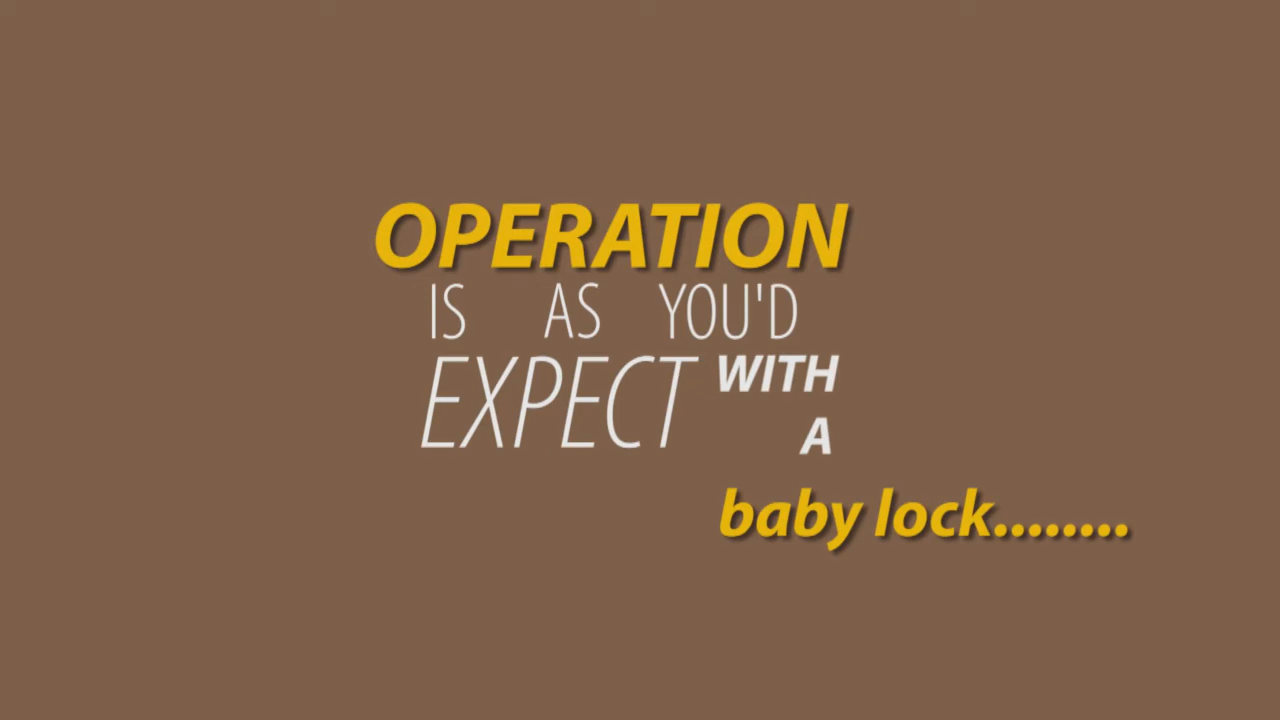 OPERATION
IS AS YOU'D
EXPECT WITH
A
baby lock........